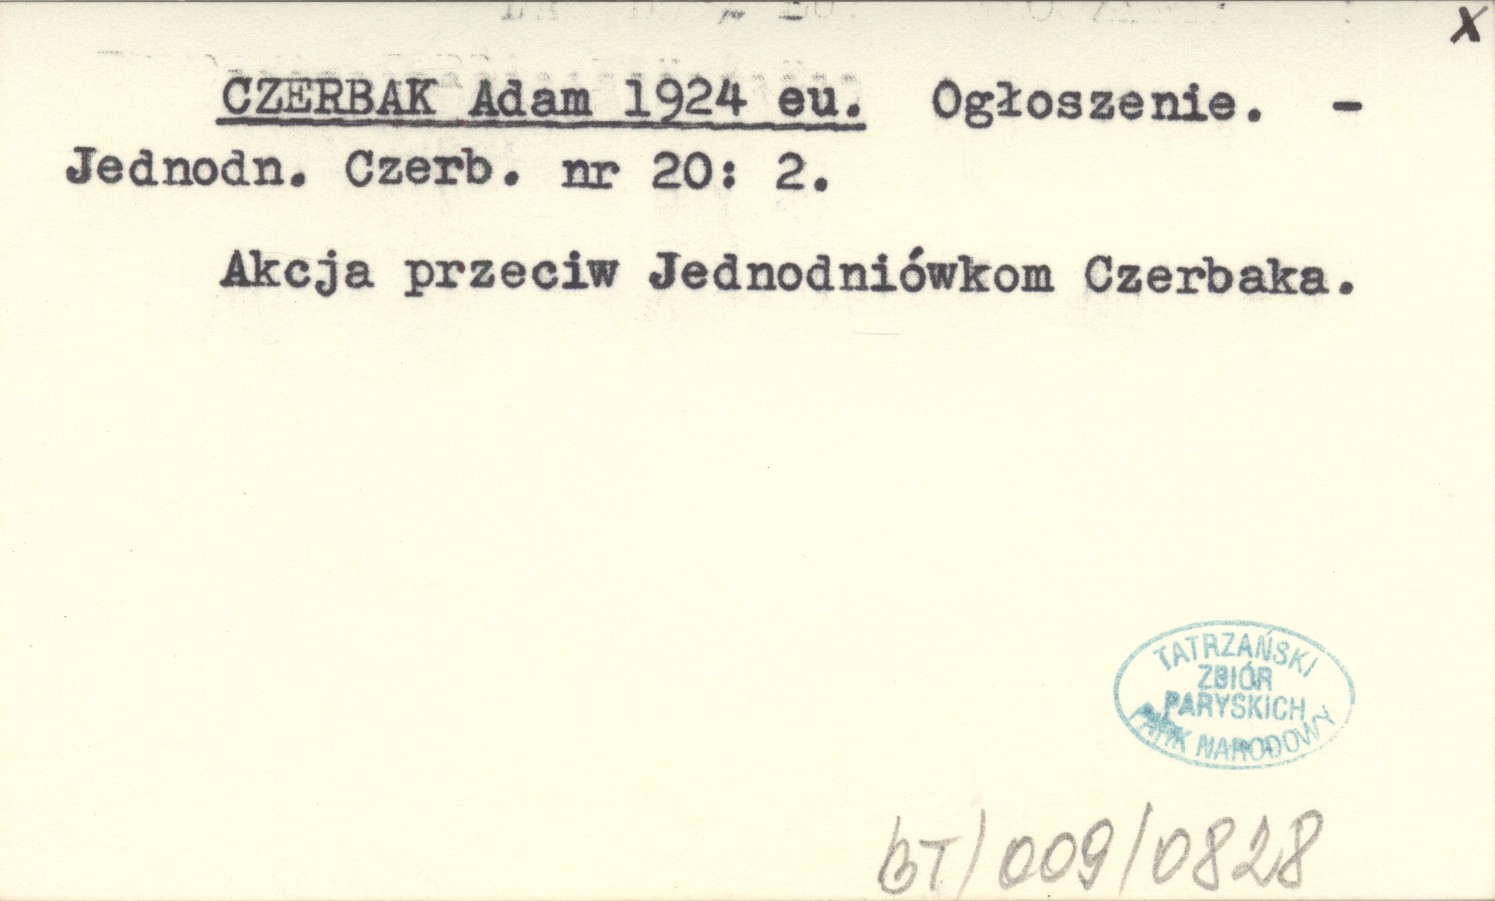 x
CZERBAK Adam 1924 eu. Ogłoszenie. -
Jednodn. Czerb. nr 20: 2.
Akcja przeciw Jednodniówkom Czerbaka.
TATRZAŃSKI
ZBIÓR
PARYSKICH
PARK NARODOWY
BT/009/0828